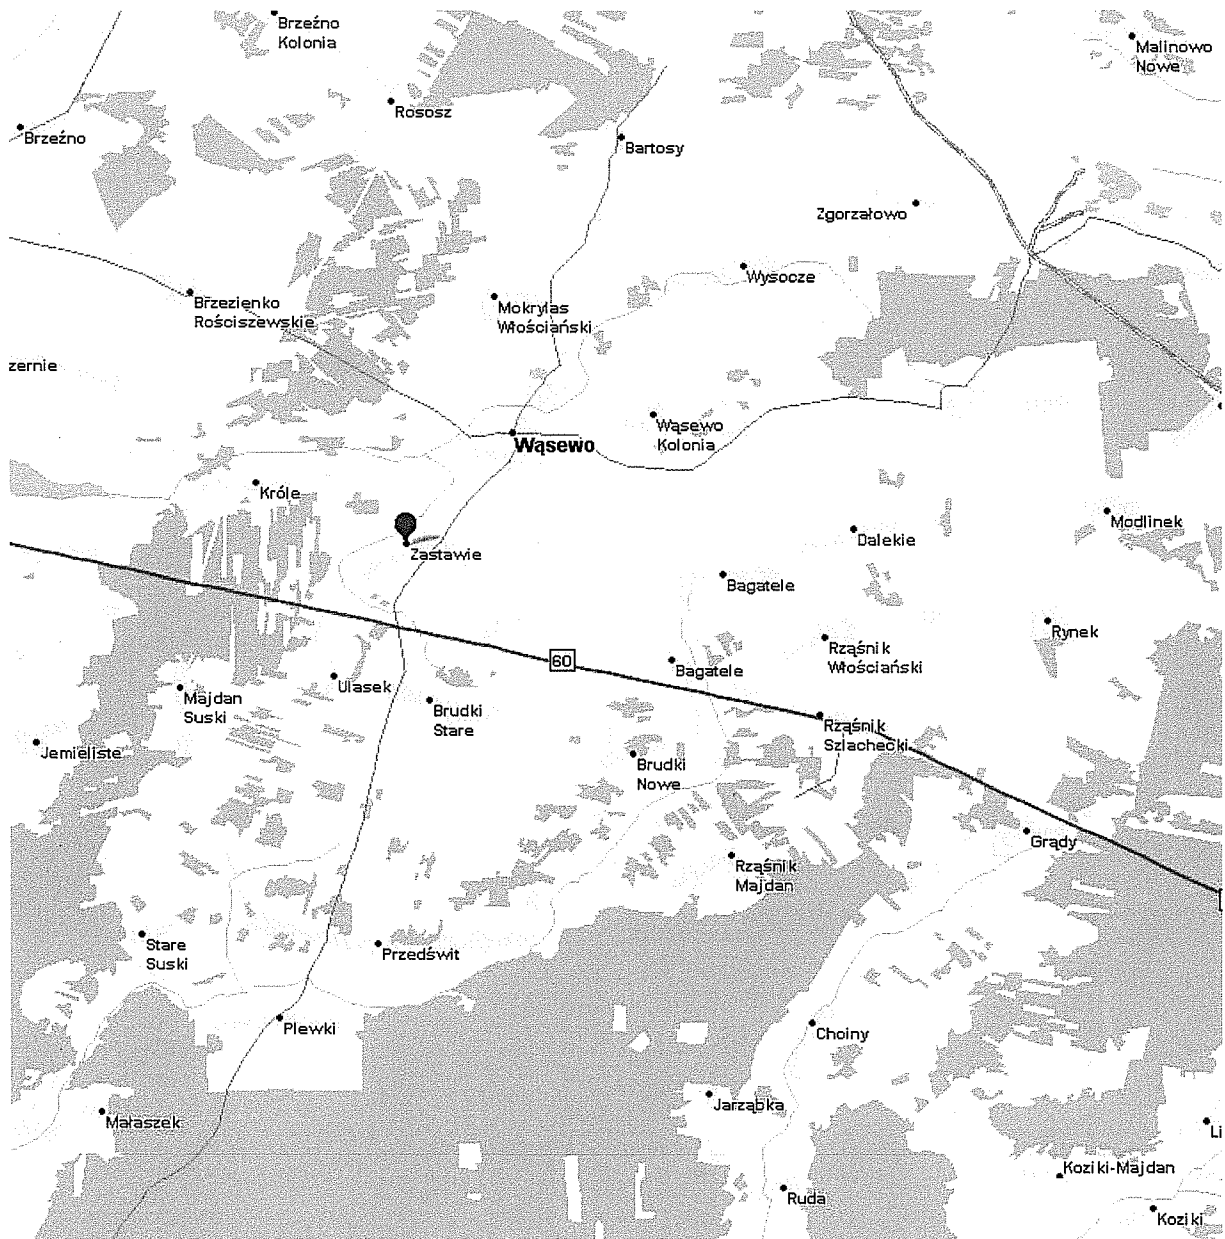 Brzeźno
Kolonia
Malinowo
Nowe
Rososz
Brzeźno
Bartosy
Zgorzałowo
Wysocze
Brzezienko
Rościszewskie
Mokrylas
Włościański
zernie
Wąsewo
Kolonia
Wąsewo
Króle
Modlinek
Dalekie
Zastawie
Bagatele
Rynek
Rząśnik
Włościański
60
Bagatele
Ulasek
Majdan
Suski
Brudki
Stare
Rząśnik
Szlachecki
Jemieliste
Brudki
Nowe
Grądy
Rząśnik
Majdan
Stare
Suski
Przedświt
Plewki
Choiny
Jarząbka
Małaszek
Li
Koziki-Majdan
Ruda
Koziki